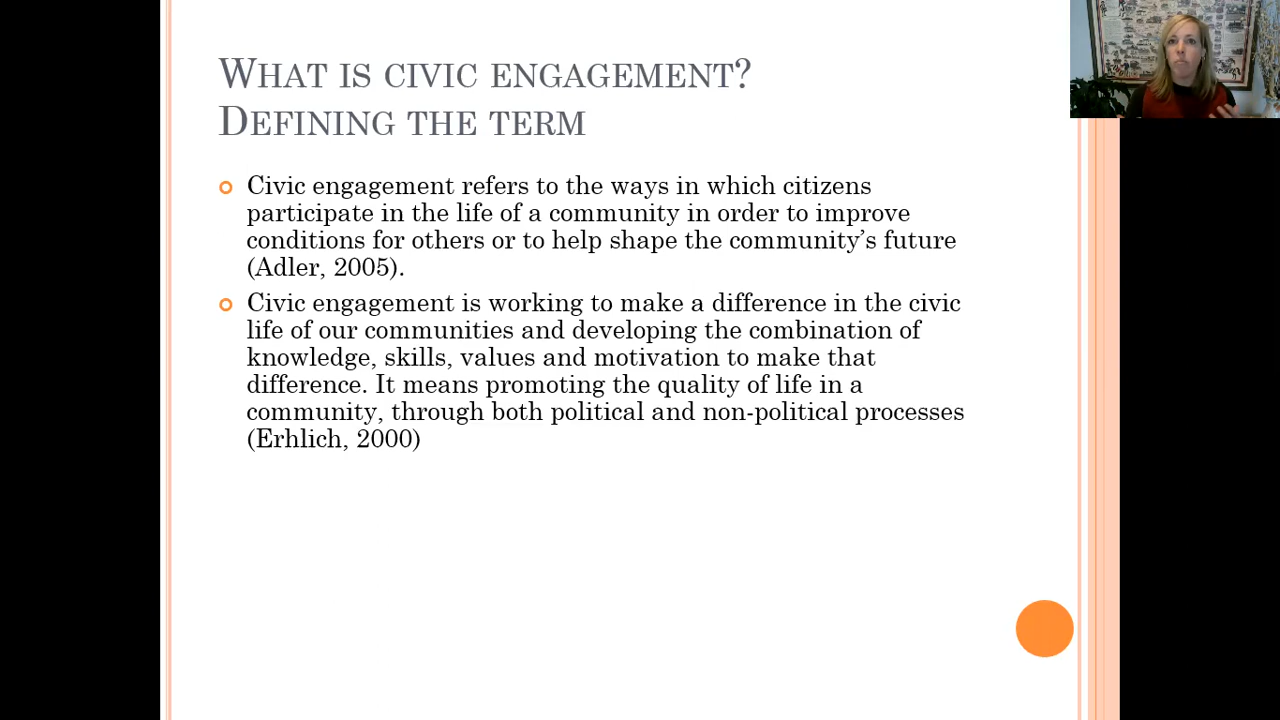 WHAT IS CIVIC ENGAGEMENT?
DEFINING THE TERM
Civic engagement refers to the ways in which citizens
participate in the life of a community in order to improve
conditions for others or to help shape the community’s future
(Adler, 2005).
Civic engagement is working to make a difference in the civic
life of our communities and developing the combination of
knowledge, skills, values and motivation to make that
difference. It means promoting the quality of life in a
community, through both political and non-political processes
(Erhlich, 2000)